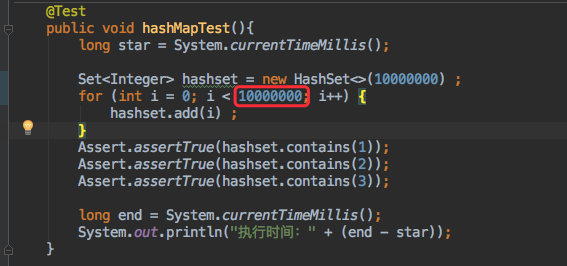 @Test
public void hashMapTest(){
long star = System.currentTimeMillis();
Set<Integer> hashset = new HashSet<>(10000000) ;
for (int i = 0; i < 10000000; i++) {
hashset.add(i) ;
}
Assert.assertTrue(hashset.contains(1));
Assert.assertTrue(hashset.contains(2));
Assert.assertTrue(hashset.contains(3));
long end = System.currentTimeMillis();
System.out.println("执行时间：" + (end - star));
}